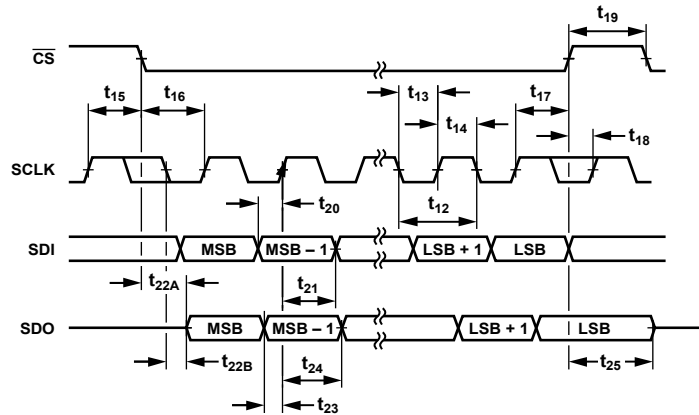 t19
CS
t15
t16
t13
t17
t14
t18
SCLK
t20
t12
SDI
MSB
MSB – 1
LSB + 1
LSB
t22A
t21
SDO
MSB
MSB – 1
LSB + 1
LSB
t22B
t24
t25
t23